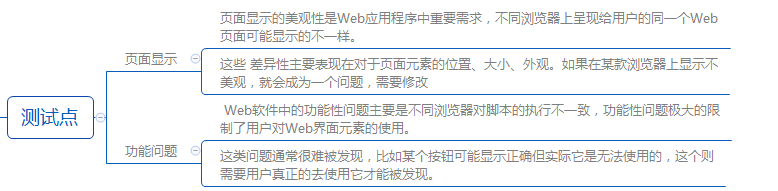 页面显示的美观性是Web应用程序中重要需求，不同浏览器上呈现给用户的同一个Web
页面可能显示的不一样。
页面显示
这些 差异性主要表现在对于页面元素的位置、大小、外观。如果在某款浏览器上显示不
美观，就会成为一个问题，需要修改
测试点
Web软件中的功能性问题主要是不同浏览器对脚本的执行不一致，功能性问题极大的限
制了用户对Web界面元素的使用。
功能问题
这类问题通常很难被发现，比如某个按钮可能显示正确但实际它是无法使用的，这个则
需要用户真正的去使用它才能被发现。